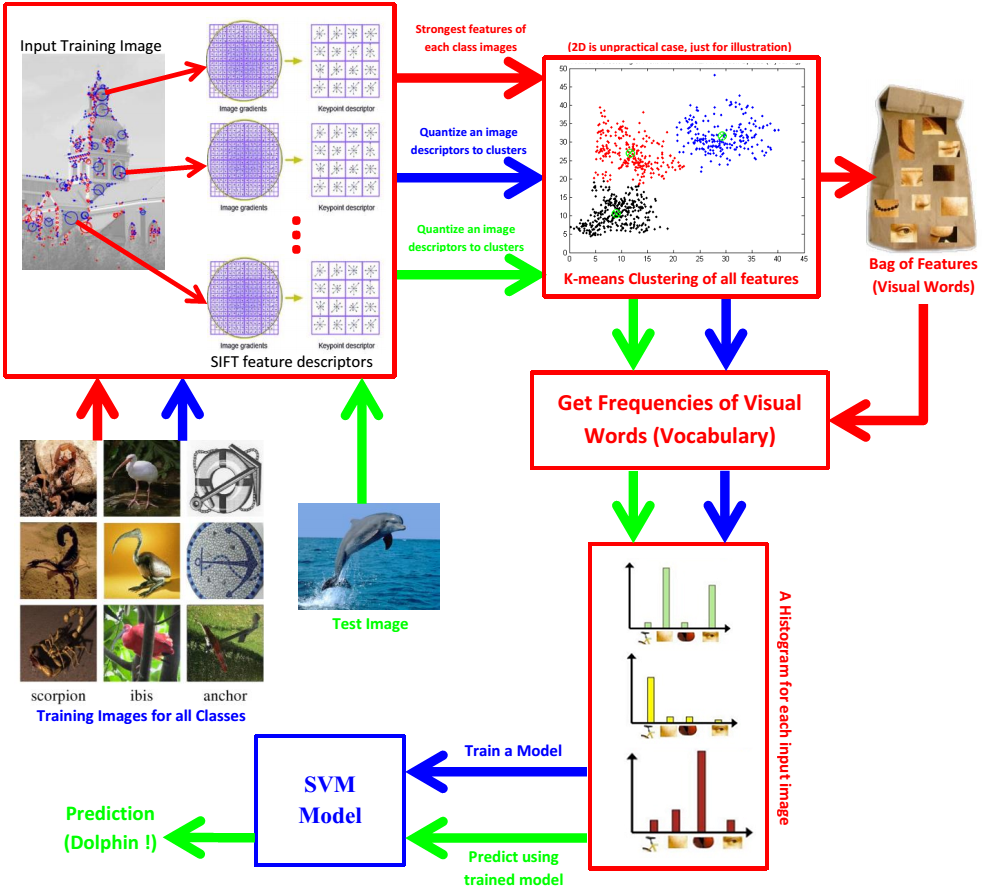 Input Training Image
Image gradients
Keypoint descriptor
Image gradients
Keypoint descriptor
Image gradients
Keypoint descriptor
SIFT feature descriptors
Strongest features of
each class images
Quantize an image
descriptors to clusters
Quantize an image
descriptors to clusters
(2D is unpractical case, just for illustration)
40
35
30
25
20
15
10
5
0
0 5 10 15 20 25 30 35 40 45
K-means Clustering of all features
Bag of Features
(Visual Words)
Get Frequencies of Visual
Words (Vocabulary)
scorpion ibis anchor
Training Images for all Classes
Test Image
A Histogram for each input image
Train a Model
SVM
Model
Prediction
(Dolphin !)
Predict using
trained model